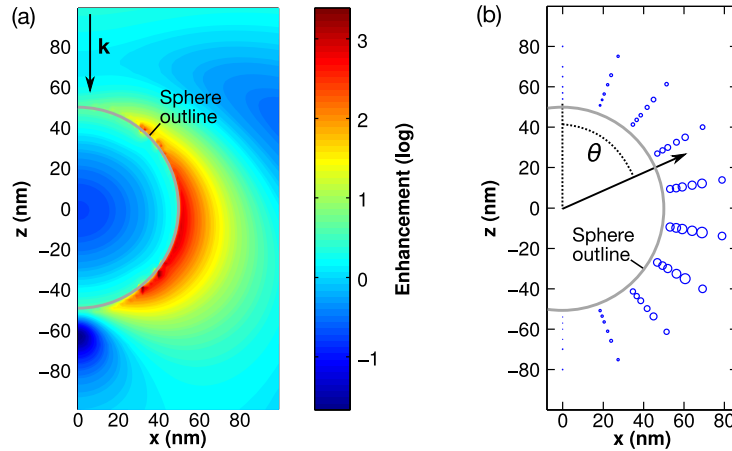 (a)
k
Sphere
outline
80
60
40
20
0
−20
−40
−60
−80
z (nm)
0 20 40 60 80
x (nm)
3
2
1
0
−1
Enhancement (log)
(b)
θ
Sphere
outline
80
60
40
20
0
−20
−40
−60
−80
z (nm)
0 20 40 60 80
x (nm)